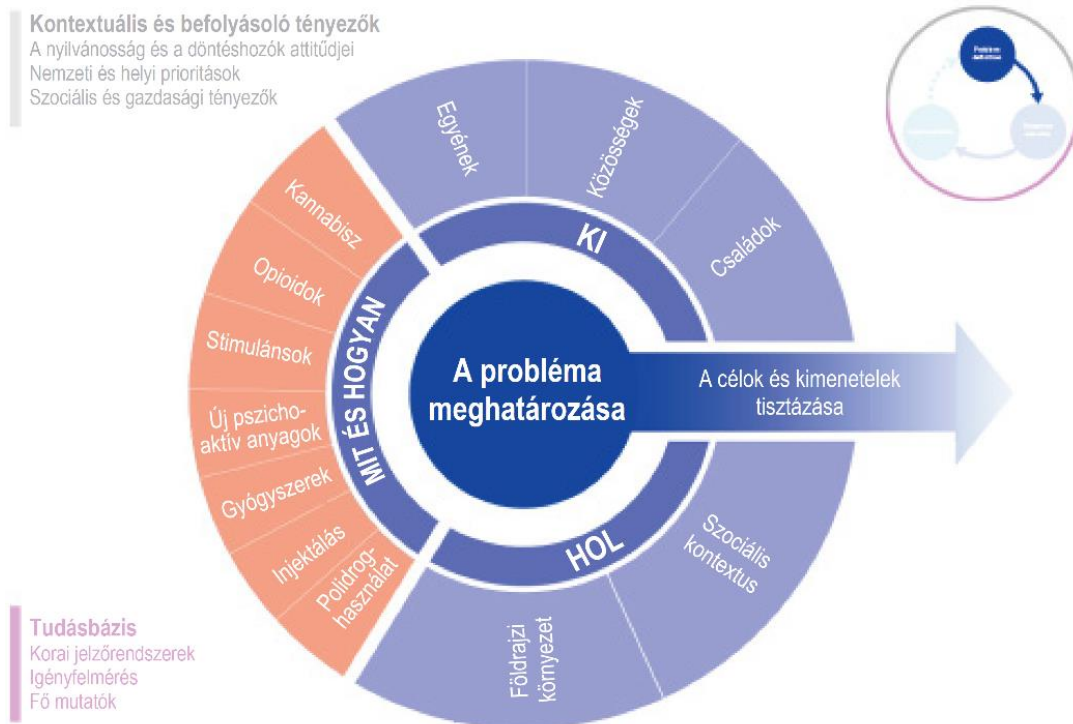 Kontextuális és befolyásoló tényezők
A nyilvánosság és a döntéshozók attitűdjei
Nemzeti és helyi prioritások
Szociális és gazdasági tényezők
Egyének
Közösségek
Családok
KI
Kannabisz
Opioidok
Stimulánsok
Új pszicho-
aktív anyagok
Gyógyszerek
Injektálás
Polidrog-
használat
MIT ÉS HOGYAN
A probléma
meghatározása
A célok és kimenetelek
tisztázása
HOL
Szociális
kontextus
Földrajzi
környezet
Tudásbázis
Korai jelzőrendszerek
Igényfelmérés
Fő mutatók